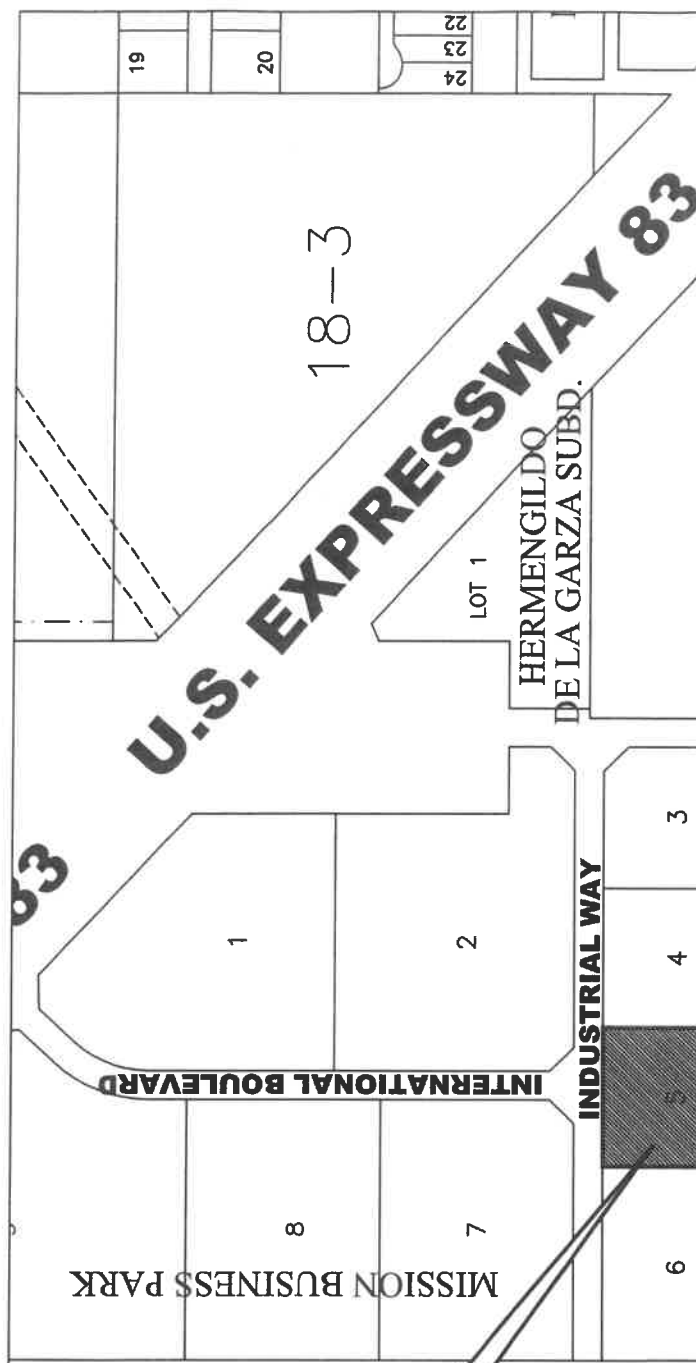 19
20
22
23
24
18-3
83
U.S. EXPRESSWAY 83
LOT 1
HERMENGILDO
DE LA GARZA SUBD.
1
2
INTERNATIONAL BOULEVARD
INDUSTRIAL WAY
3
4
5
6
7
8
MISSION BUSINESS PARK